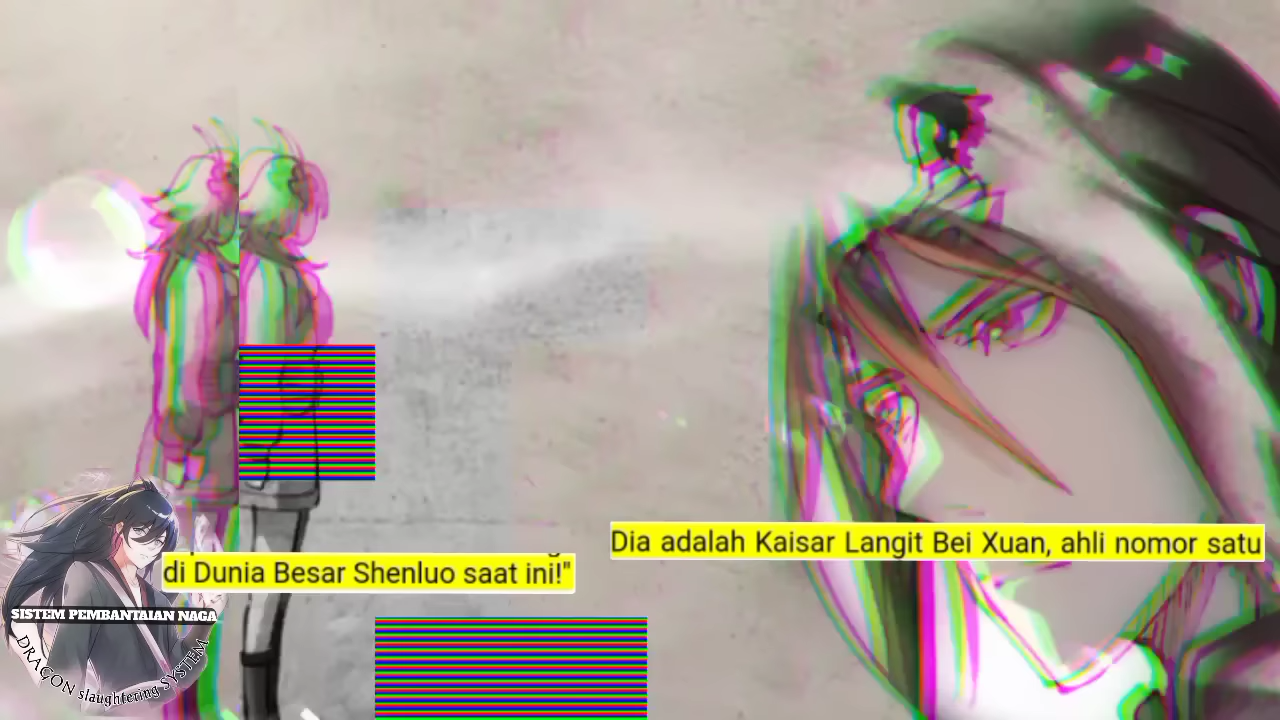 Dia adalah Kaisar Langit Bei Xuan, ahli nomor satu
di Dunia Besar Shenluo saat ini!"
SISTEM PEMBANTAIAN NAGA
DRAGON slaughtering SYSTEM